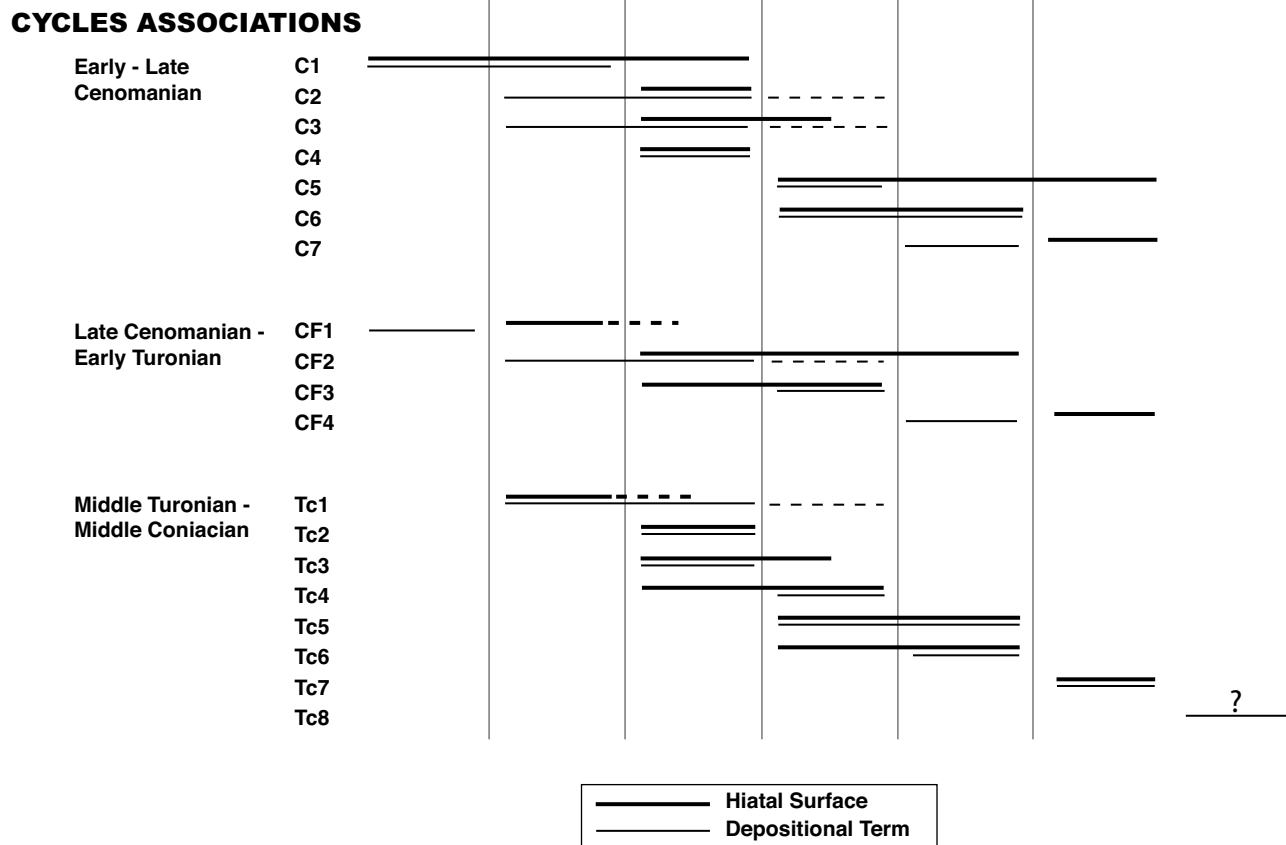 CYCLES ASSOCIATIONS
Early - Late
Cenomanian
C1
C2
C3
C4
C5
C6
C7
Late Cenomanian -
Early Turonian
CF1
CF2
CF3
CF4
Middle Turonian -
Middle Coniacian
Tc1
Tc2
Tc3
Tc4
Tc5
Tc6
Tc7
Tc8
?
Hiatal Surface
Depositional Term